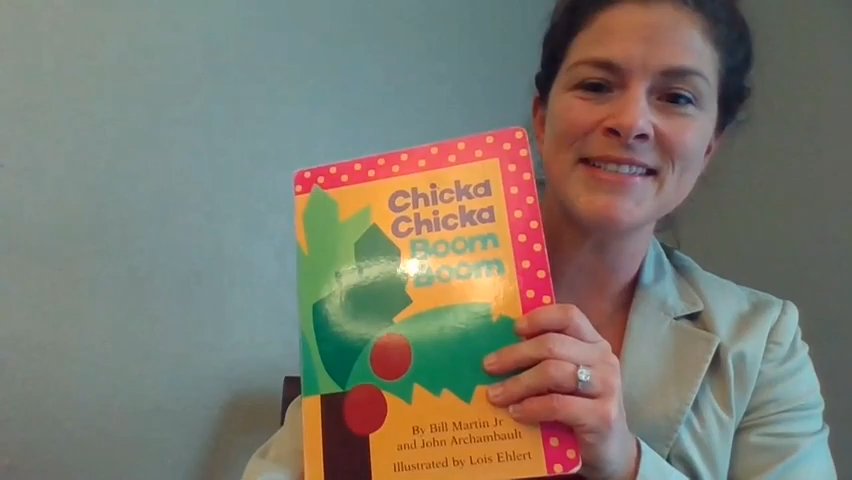 Chicka
Chicka
Boom
Boom
By Bill Martin Jr
and John Archambault
Illustrated by Lois Ehlert